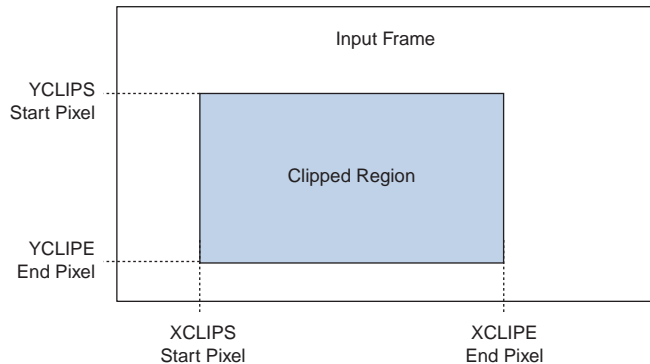 Input Frame
YCLIPS
Start Pixel
Clipped Region
YCLIPE
End Pixel
XCLIPS
Start Pixel
XCLIPE
End Pixel